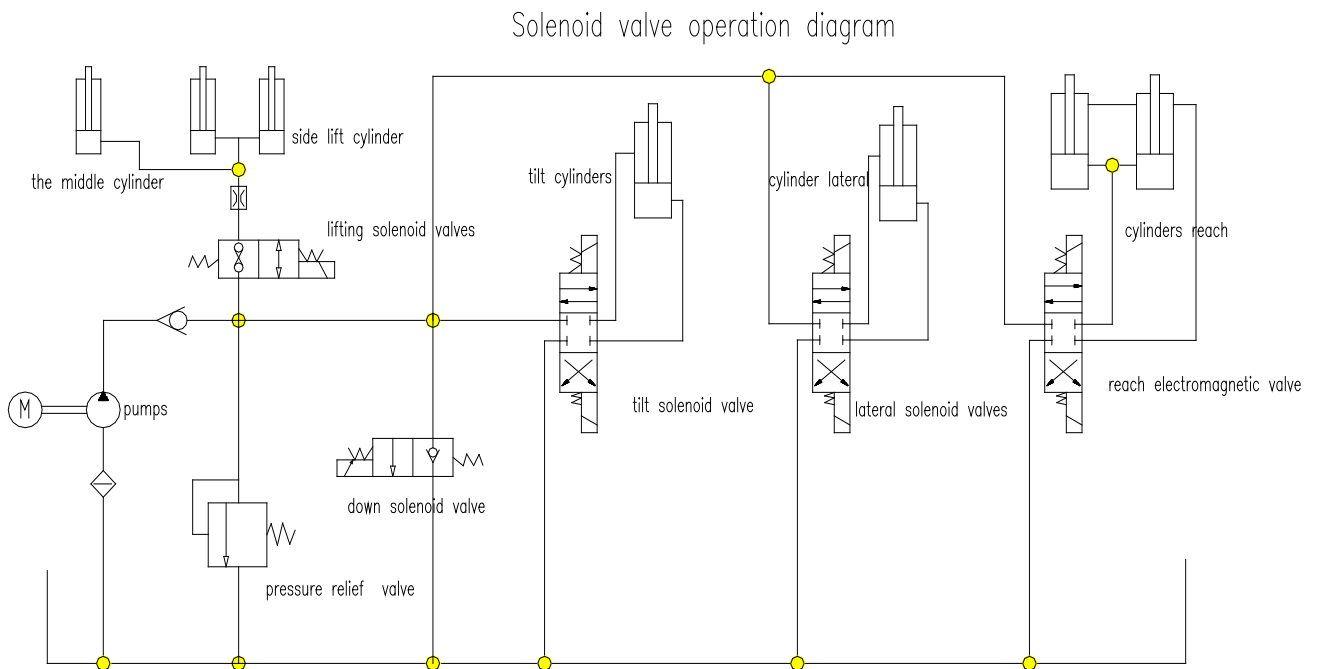 Solenoid valve operation diagram
side lift cylinder
the middle cylinder
tilt cylinders
cylinder lateral
lifting solenoid valves
cylinders reach
M
pumps
tilt solenoid valve
lateral solenoid valves
reach electromagnetic valve
down solenoid valve
pressure relief valve